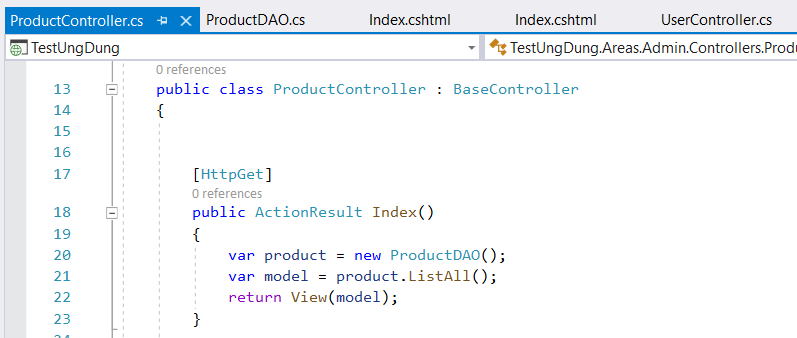 ProductController.cs ProductDAO.cs Index.cshtml Index.cshtml UserController.cs
TestUngDung TestUngDung.Areas.Admin.Controllers.Produ
0 references
13 public class ProductController : BaseController
14 {
15
16
17 [HttpGet]
0 references
18 public ActionResult Index()
19 {
20 var product = new ProductDAO();
21 var model = product.ListAll();
22 return View(model);
23 }